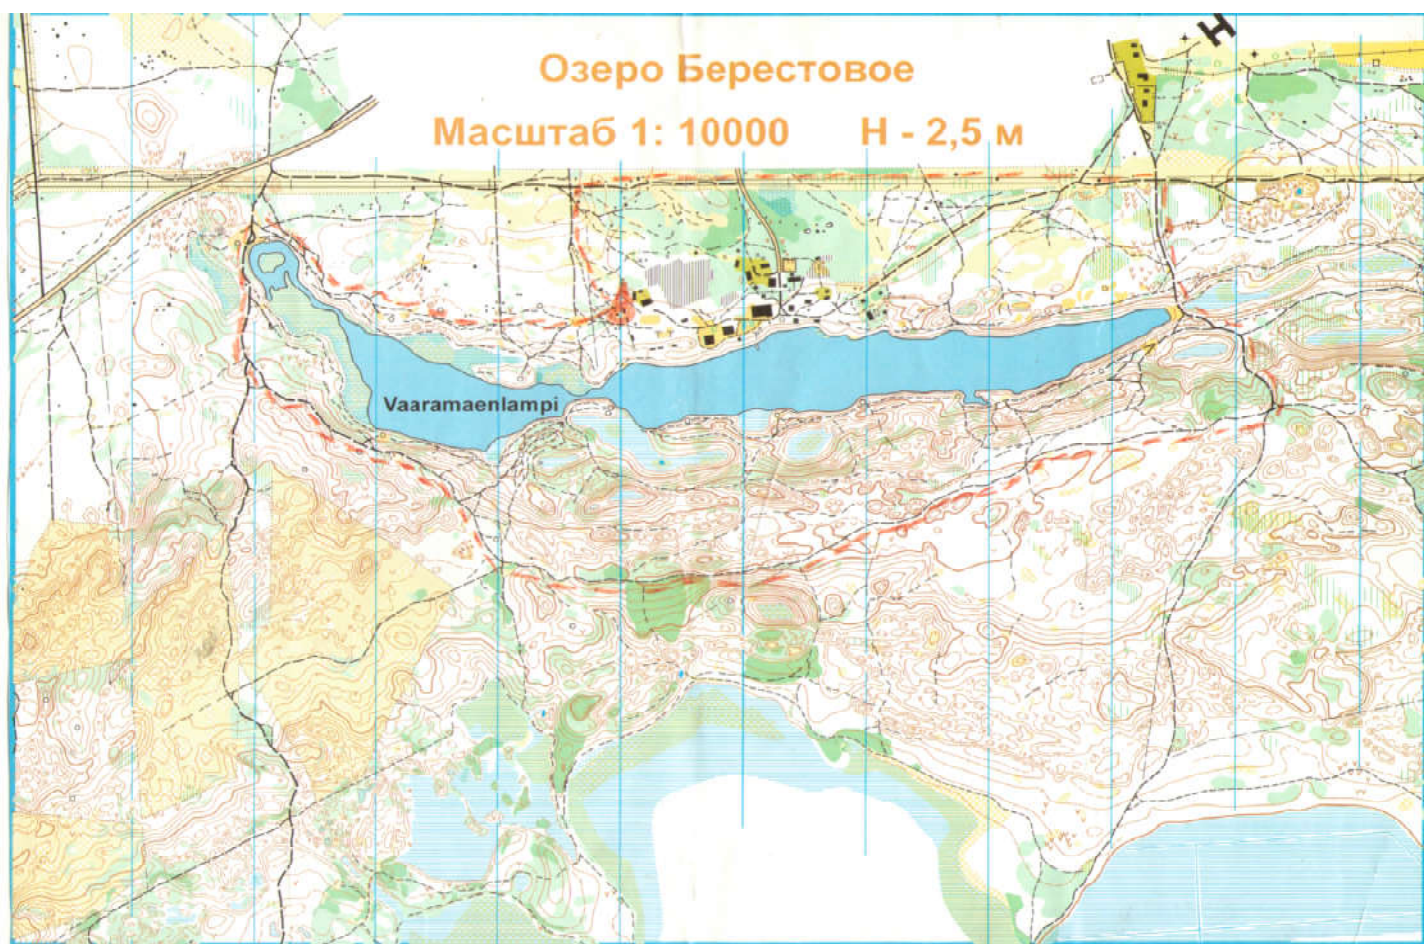 Озеро Берестовое
Масштаб 1: 10000 Н - 2,5 м
Vaaramaenlampi